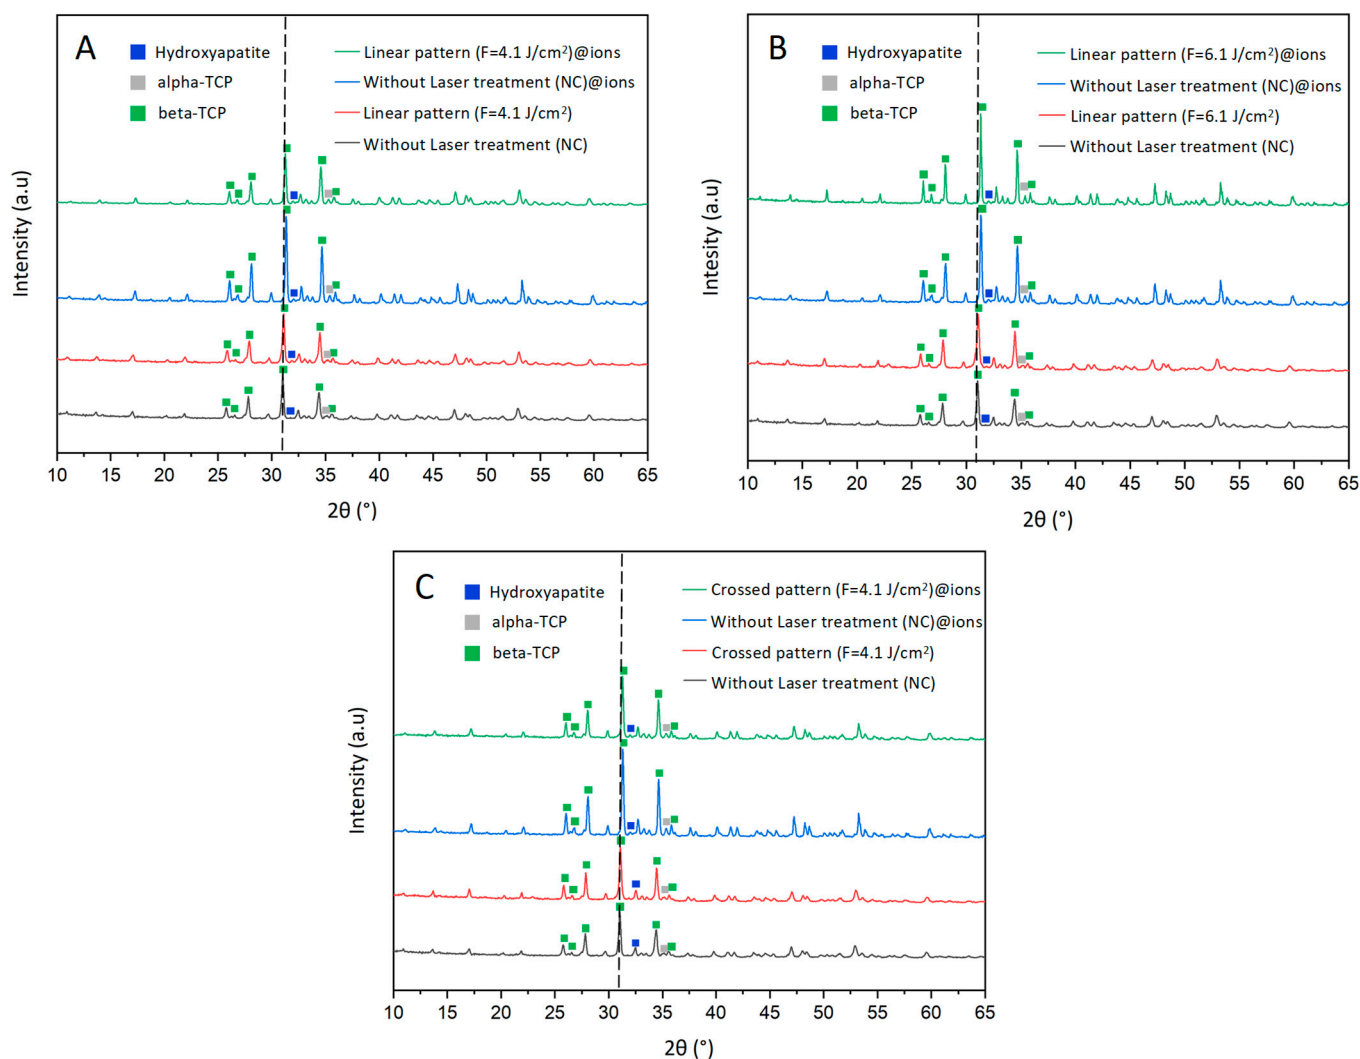 A
Hydroxyapatite
alpha-TCP
beta-TCP
Linear pattern (F=4.1 J/cm²)@ions
Without Laser treatment (NC)@ions
Linear pattern (F=4.1 J/cm²)
Without Laser treatment (NC)
Intensity (a.u)
10 15 20 25 30 35 40 45 50 55 60 65
2θ (°)
B
Hydroxyapatite
alpha-TCP
beta-TCP
Linear pattern (F=6.1 J/cm²)@ions
Without Laser treatment (NC)@ions
Linear pattern (F=6.1 J/cm²)
Without Laser treatment (NC)
Intesity (a.u)
10 15 20 25 30 35 40 45 50 55 60 65
2θ (°)
C
Hydroxyapatite
alpha-TCP
beta-TCP
Crossed pattern (F=4.1 J/cm²)@ions
Without Laser treatment (NC)@ions
Crossed pattern (F=4.1 J/cm²)
Without Laser treatment (NC)
Intensity (a.u)
10 15 20 25 30 35 40 45 50 55 60 65
2θ (°)